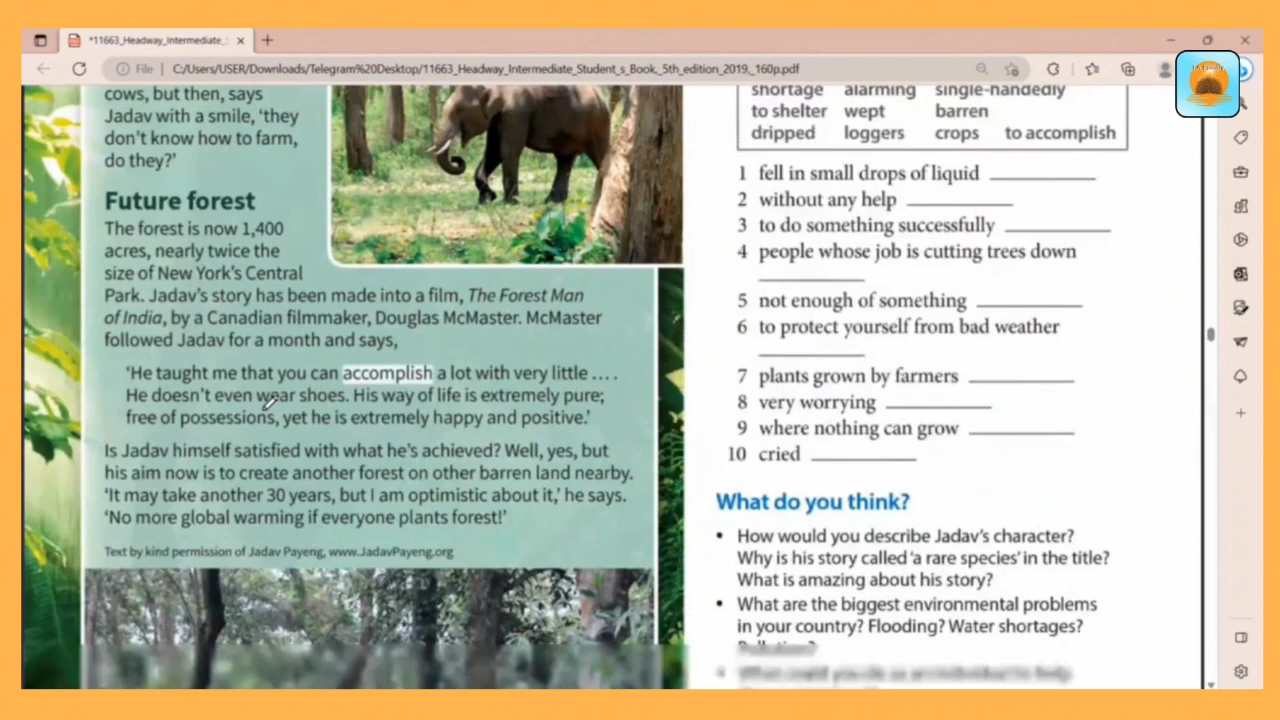 *11663_Headway_Intermediate_
File
C:/Users/USER/Downloads/Telegram%20Desktop/11663_Headway_Intermediate_Student_s_Book,_5th_edition_2019,_160p.pdf
cows, but then, says
Jadav with a smile, ‘they
don’t know how to farm,
do they?’
Future forest
The forest is now 1,400
acres, nearly twice the
size of New York’s Central
Park. Jadav’s story has been made into a film, The Forest Man
of India, by a Canadian filmmaker, Douglas McMaster. McMaster
followed Jadav for a month and says,
‘He taught me that you can accomplish a lot with very little … .
He doesn’t even wear shoes. His way of life is extremely pure;
free of possessions, yet he is extremely happy and positive.’
Is Jadav himself satisfied with what he’s achieved? Well, yes, but
his aim now is to create another forest on other barren land nearby.
‘It may take another 30 years, but I am optimistic about it,’ he says.
‘No more global warming if everyone plants forest!’
Text by kind permission of Jadav Payeng, www.JadavPayeng.org
shortage alarming single-handedly
to shelter wept barren
dripped loggers crops to accomplish
1 fell in small drops of liquid
2 without any help
3 to do something successfully
4 people whose job is cutting trees down
5 not enough of something
6 to protect yourself from bad weather
7 plants grown by farmers
8 very worrying
9 where nothing can grow
10 cried
What do you think?
• How would you describe Jadav’s character?
Why is his story called ‘a rare species’ in the title?
What is amazing about his story?
• What are the biggest environmental problems
in your country? Flooding? Water shortages?
Pollution?